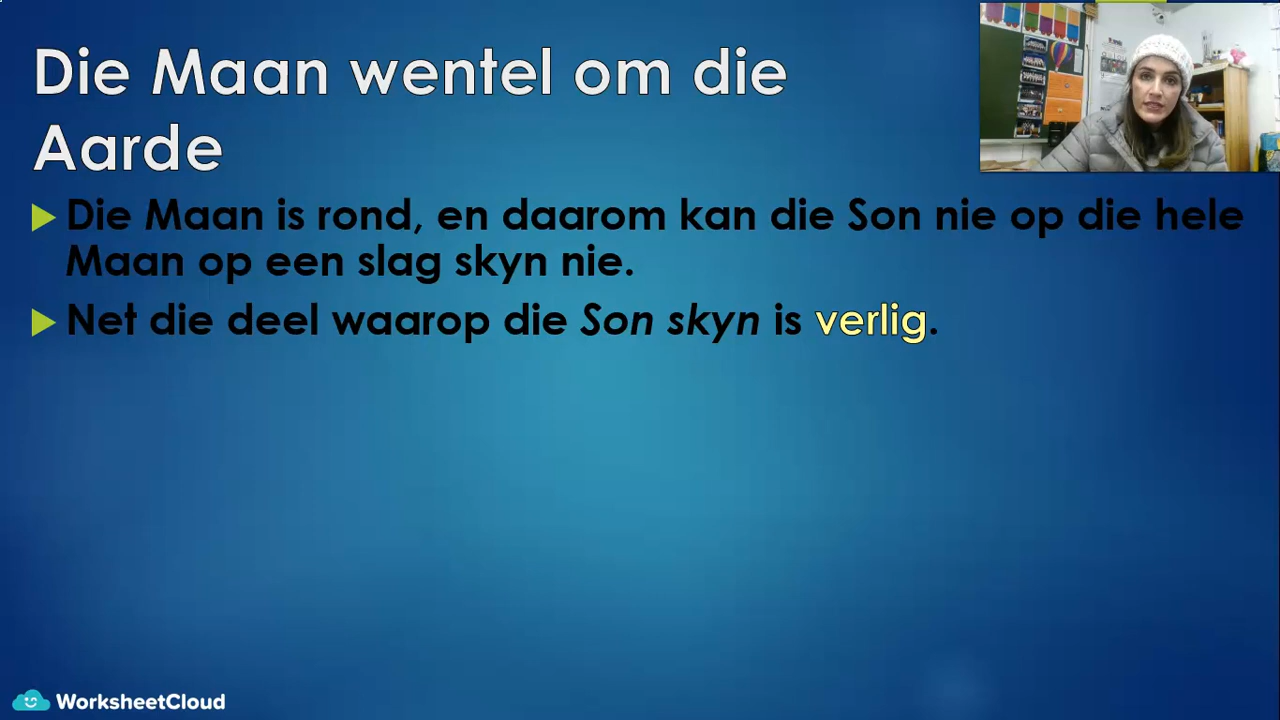 Die Maan wentel om die
Aarde
Die Maan is rond, en daarom kan die Son nie op die hele
Maan op een slag skyn nie.
Net die deel waarop die Son skyn is verlig.
WorksheetCloud